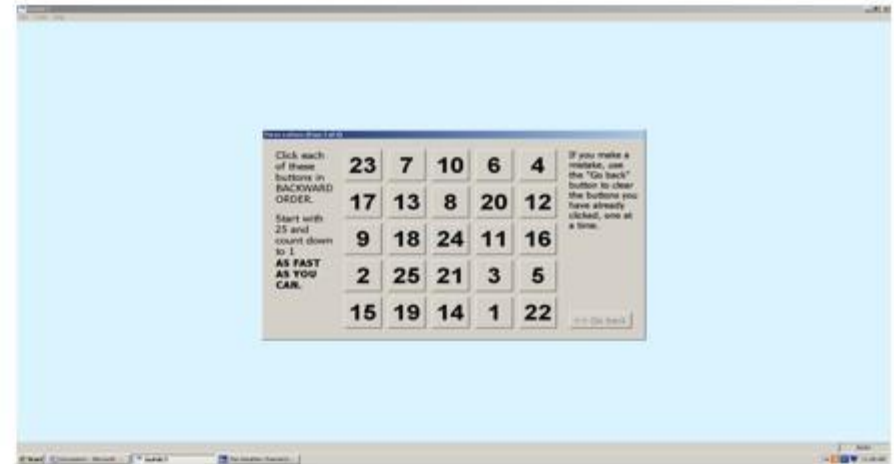 Click each
of these
buttons in
BACKWARD
ORDER.
Start with
25 and
count down
to 1
AS FAST
AS YOU
CAN.
23 7 10 6 4
17 13 8 20 12
9 18 24 11 16
2 25 21 3 5
15 19 14 1 22
If you make a
mistake, use
the "Go back"
button to clear
the buttons you
have already
clicked, one at
a time.
<< Go back